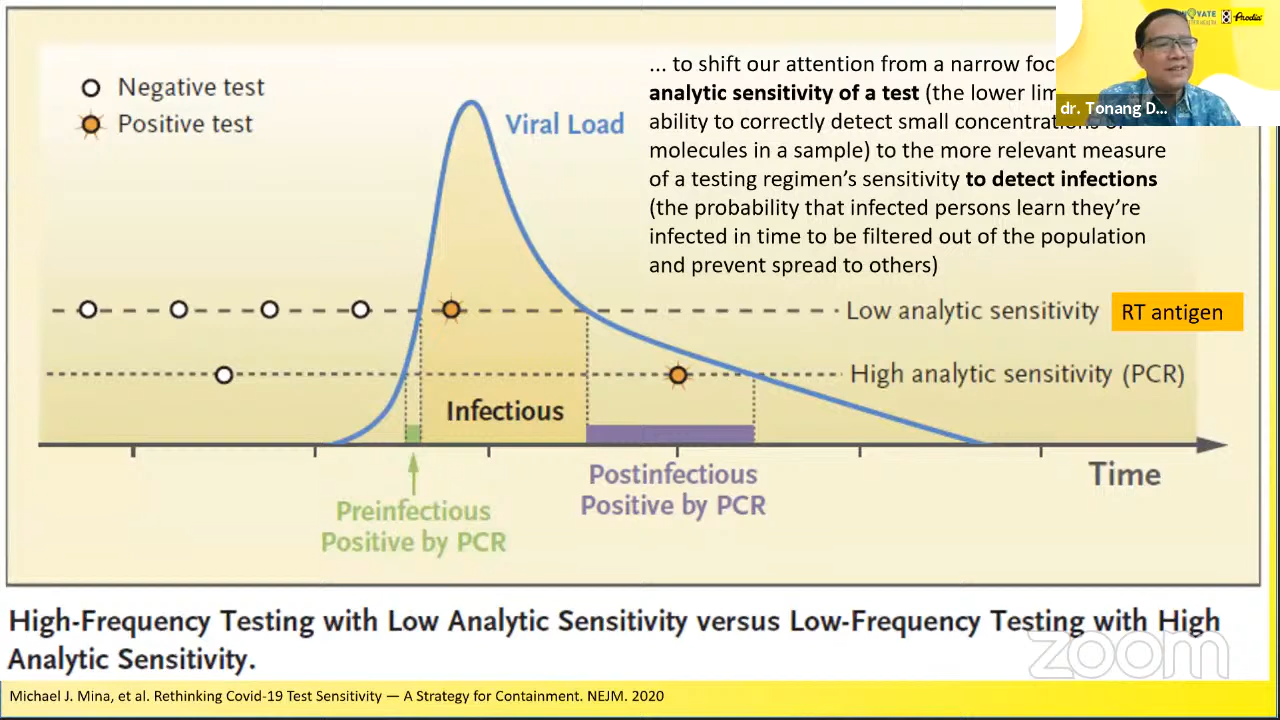 Negative test
Positive test
Viral Load
... to shift our attention from a narrow
analytic sensitivity of a test (the lower
ability to correctly detect small
molecules in a sample) to the more relevant measure
of a testing regimen's sensitivity to detect infections
(the probability that infected persons learn they're
infected in time to be filtered out of the population
and prevent spread to others)
Prodia
dr. Tonang D...
Low analytic sensitivity
RT antigen
High analytic sensitivity (PCR)
Infectious
Preinfectious
Positive by PCR
Postinfectious
Positive by PCR
Time
High-Frequency Testing with Low Analytic Sensitivity versus Low-Frequency Testing with High
Analytic Sensitivity.
zoom
Michael J. Mina, et al. Rethinking Covid-19 Test Sensitivity — A Strategy for Containment. NEJM. 2020